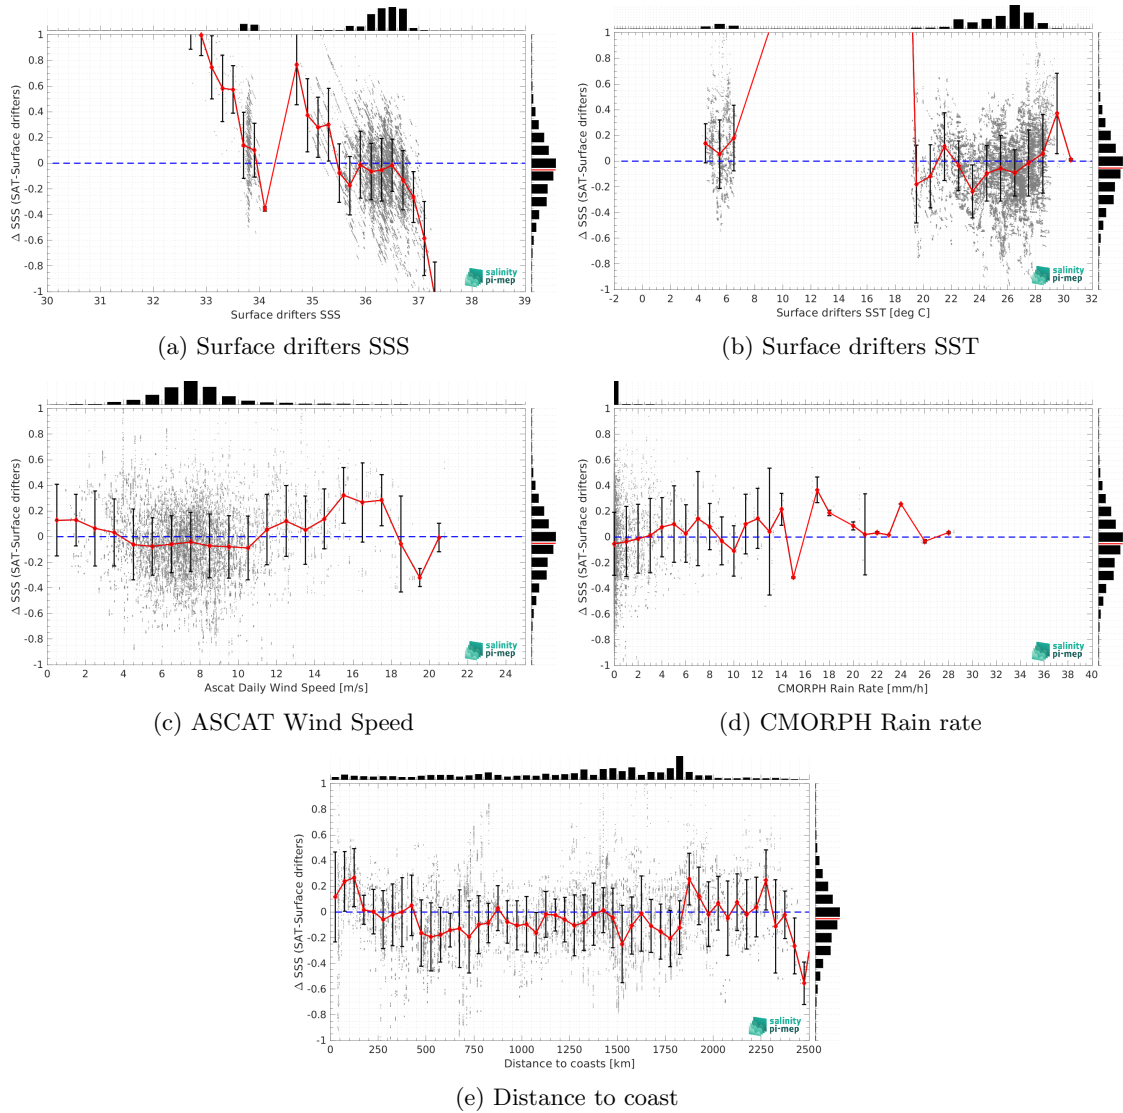 1
0.8
0.6
0.4
0.2
0
-0.2
-0.4
-0.6
-0.8
-1
Δ SSS (SAT-Surface drifters)
30 31 32 33 34 35 36 37 38 39
Surface drifters SSS
salinity
pi-mep
(a) Surface drifters SSS
1
0.8
0.6
0.4
0.2
0
-0.2
-0.4
-0.6
-0.8
-1
Δ SSS (SAT-Surface drifters)
-2 0 2 4 6 8 10 12 14 16 18 20 22 24 26 28 30 32
Surface drifters SST [deg C]
salinity
pi-mep
(b) Surface drifters SST
1
0.8
0.6
0.4
0.2
0
-0.2
-0.4
-0.6
-0.8
-1
Δ SSS (SAT-Surface drifters)
0 2 4 6 8 10 12 14 16 18 20 22 24
Ascat Daily Wind Speed [m/s]
salinity
pi-mep
(c) ASCAT Wind Speed
1
0.8
0.6
0.4
0.2
0
-0.2
-0.4
-0.6
-0.8
-1
Δ SSS (SAT-Surface drifters)
0 2 4 6 8 10 12 14 16 18 20 22 24 26 28 30 32 34 36 38 40
CMORPH Rain Rate [mm/h]
salinity
pi-mep
(d) CMORPH Rain rate
1
0.8
0.6
0.4
0.2
0
-0.2
-0.4
-0.6
-0.8
-1
Δ SSS (SAT-Surface drifters)
0 250 500 750 1000 1250 1500 1750 2000 2250 2500
Distance to coasts [km]
salinity
pi-mep
(e) Distance to coast